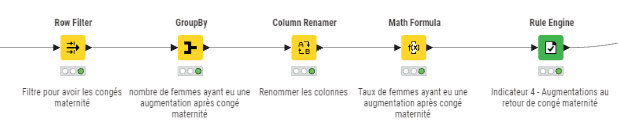 Row Filter
GroupBy
Column Renamer
Math Formula
Rule Engine
Filtre pour avoir les congés
maternité
nombre de femmes ayant eu une
augmentation après congé
maternité
Renommer les colonnes
Taux de femmes ayant eu une
augmentation après congé
maternité
Indicateur 4 - Augmentations au
retour de congé maternité